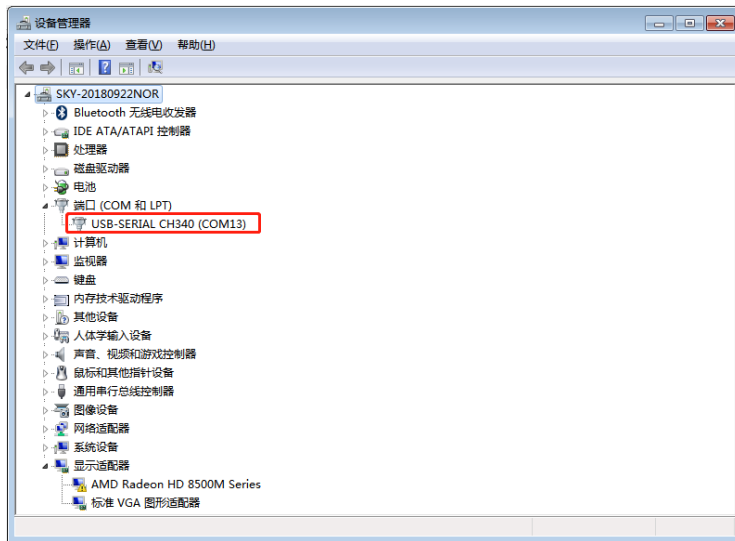 设备管理器
文件(F) 操作(A) 查看(V) 帮助(H)
SKY-20180922NOR
Bluetooth 无线电收发器
IDE ATA/ATAPI 控制器
处理器
磁盘驱动器
电池
端口 (COM 和 LPT)
USB-SERIAL CH340 (COM13)
计算机
监视器
键盘
内存技术驱动程序
其他设备
人体学输入设备
声音、视频和游戏控制器
鼠标和其他指针设备
通用串行总线控制器
图像设备
网络适配器
系统设备
显示适配器
AMD Radeon HD 8500M Series
标准 VGA 图形适配器